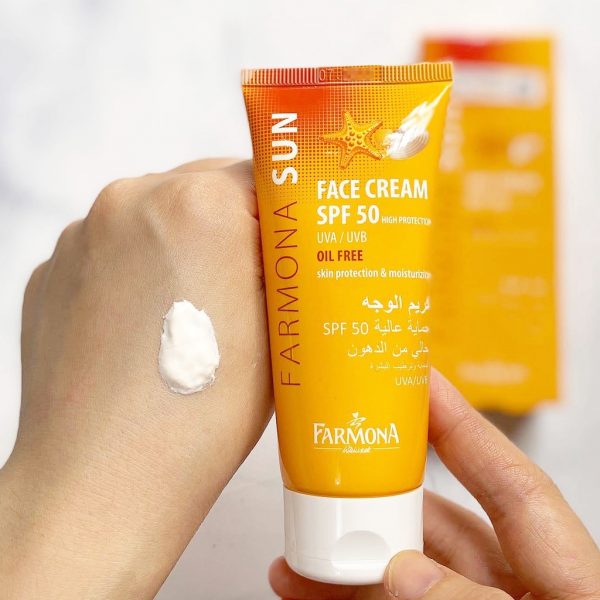 FARMONA SUN
FACE CREAM
SPF 50 HIGH PROTECTION
UVA / UVB
OIL FREE
skin protection & moisturizing
كريم الوجه
حماية عالية SPF 50
خالي من الدهون
UVA/UVB
FARMONA